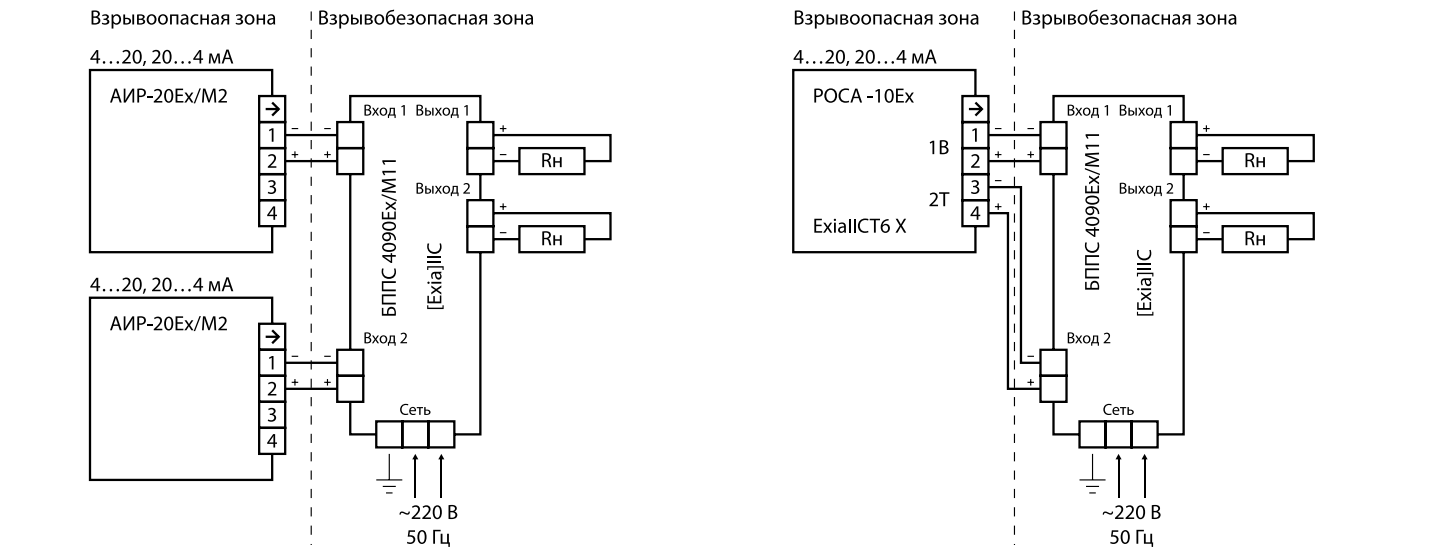 Взрывоопасная зона
Взрывобезопасная зона
4…20, 20…4 мА
АИР-20Ex/М2
→
1
2
3
4
– –
+ +
Вход 1
Выход 1
+
–
Rн
Выход 2
+
–
Rн
БППС 4090Ex/М11
[Exia]IIC
4…20, 20…4 мА
АИР-20Ex/М2
→
1
2
3
4
– –
+ +
Вход 2
Сеть
~220 В
50 Гц
Взрывоопасная зона
Взрывобезопасная зона
4…20, 20…4 мА
РОСА -10Ex
→
1В
1
2
2Т
3
4
ExiaIICT6 X
– –
+ +
–
+
Вход 1
Выход 1
+
–
Rн
Выход 2
+
–
Rн
БППС 4090Ex/М11
[Exia]IIC
Вход 2
–
+
Сеть
~220 В
50 Гц